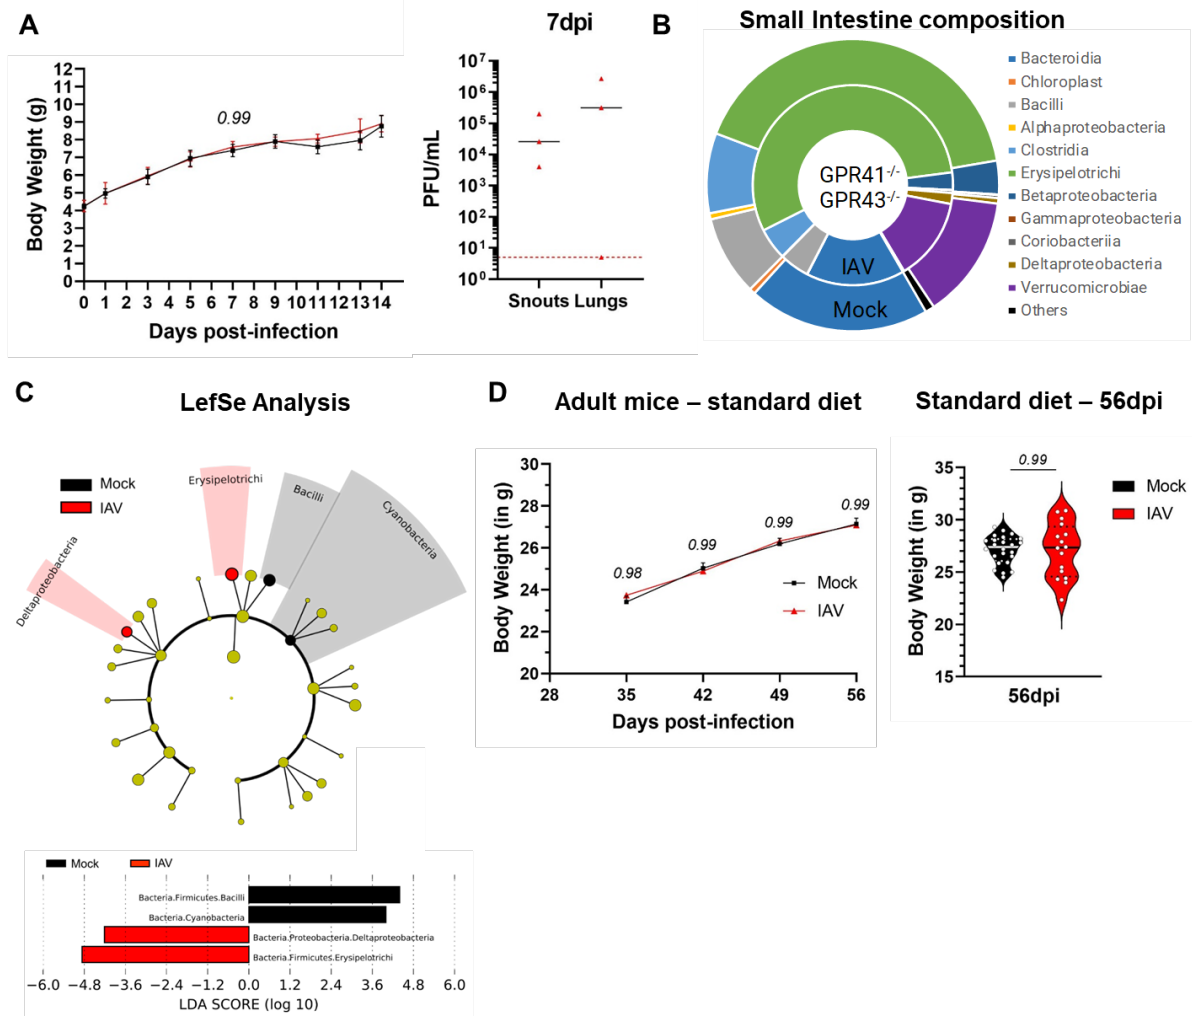 A
7dpi
B
Small Intestine composition
12
11
10
9
8
7
6
5
4
3
2
1
0
Body Weight (g)
0.99
0 1 2 3 4 5 6 7 8 9 10 11 12 13 14
Days post-infection
PFU/mL
10⁷
10⁶
10⁵
10⁴
10³
10²
10¹
10⁰
Snouts Lungs
GPR41-/-
GPR43-/-
IAV
Mock
Bacteroidia
Chloroplast
Bacilli
Alphaproteobacteria
Clostridia
Erysipelotrichi
Betaproteobacteria
Gammaproteobacteria
Coriobacteriia
Deltaproteobacteria
Verrucomicrobiae
Others
C
LefSe Analysis
Mock
IAV
Erysipelotrichi
Bacilli
Cyanobacteria
Deltaproteobacteria
Mock IAV
Bacteria.Firmicutes.Bacilli
Bacteria.Cyanobacteria
Bacteria.Proteobacteria.Deltaproteobacteria
Bacteria.Firmicutes.Erysipelotrichi
−6.0 −4.8 −3.6 −2.4 −1.2 0.0 1.2 2.4 3.6 4.8 6.0
LDA SCORE (log 10)
D
Adult mice – standard diet
30
28
26
24
22
20
Body Weight (in g)
0.98
0.99
0.99
0.99
Mock
IAV
28 35 42 49 56
Days post-infection
Standard diet – 56dpi
35
30
25
20
15
Body Weight (in g)
0.99
Mock
IAV
56dpi